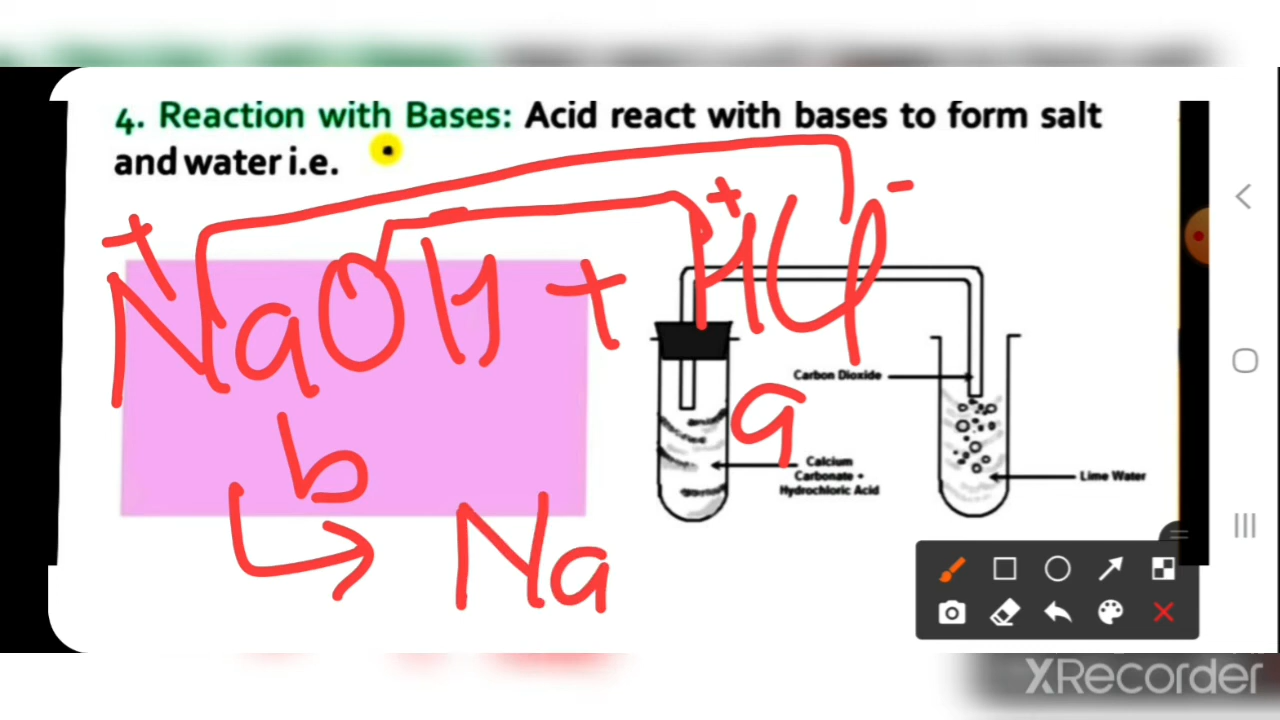 4. Reaction with Bases: Acid react with bases to form salt
and water i.e.
+ + -
NaOH + HCl
Carbon Dioxide
a
b
Calcium
Carbonate +
Hydrochloric Acid
Lime Water
Na
XRecorder